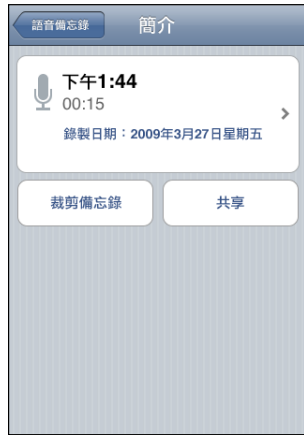 語音備忘錄
簡介
下午1:44
00:15
錄製日期：2009年3月27日星期五
裁剪備忘錄
共享